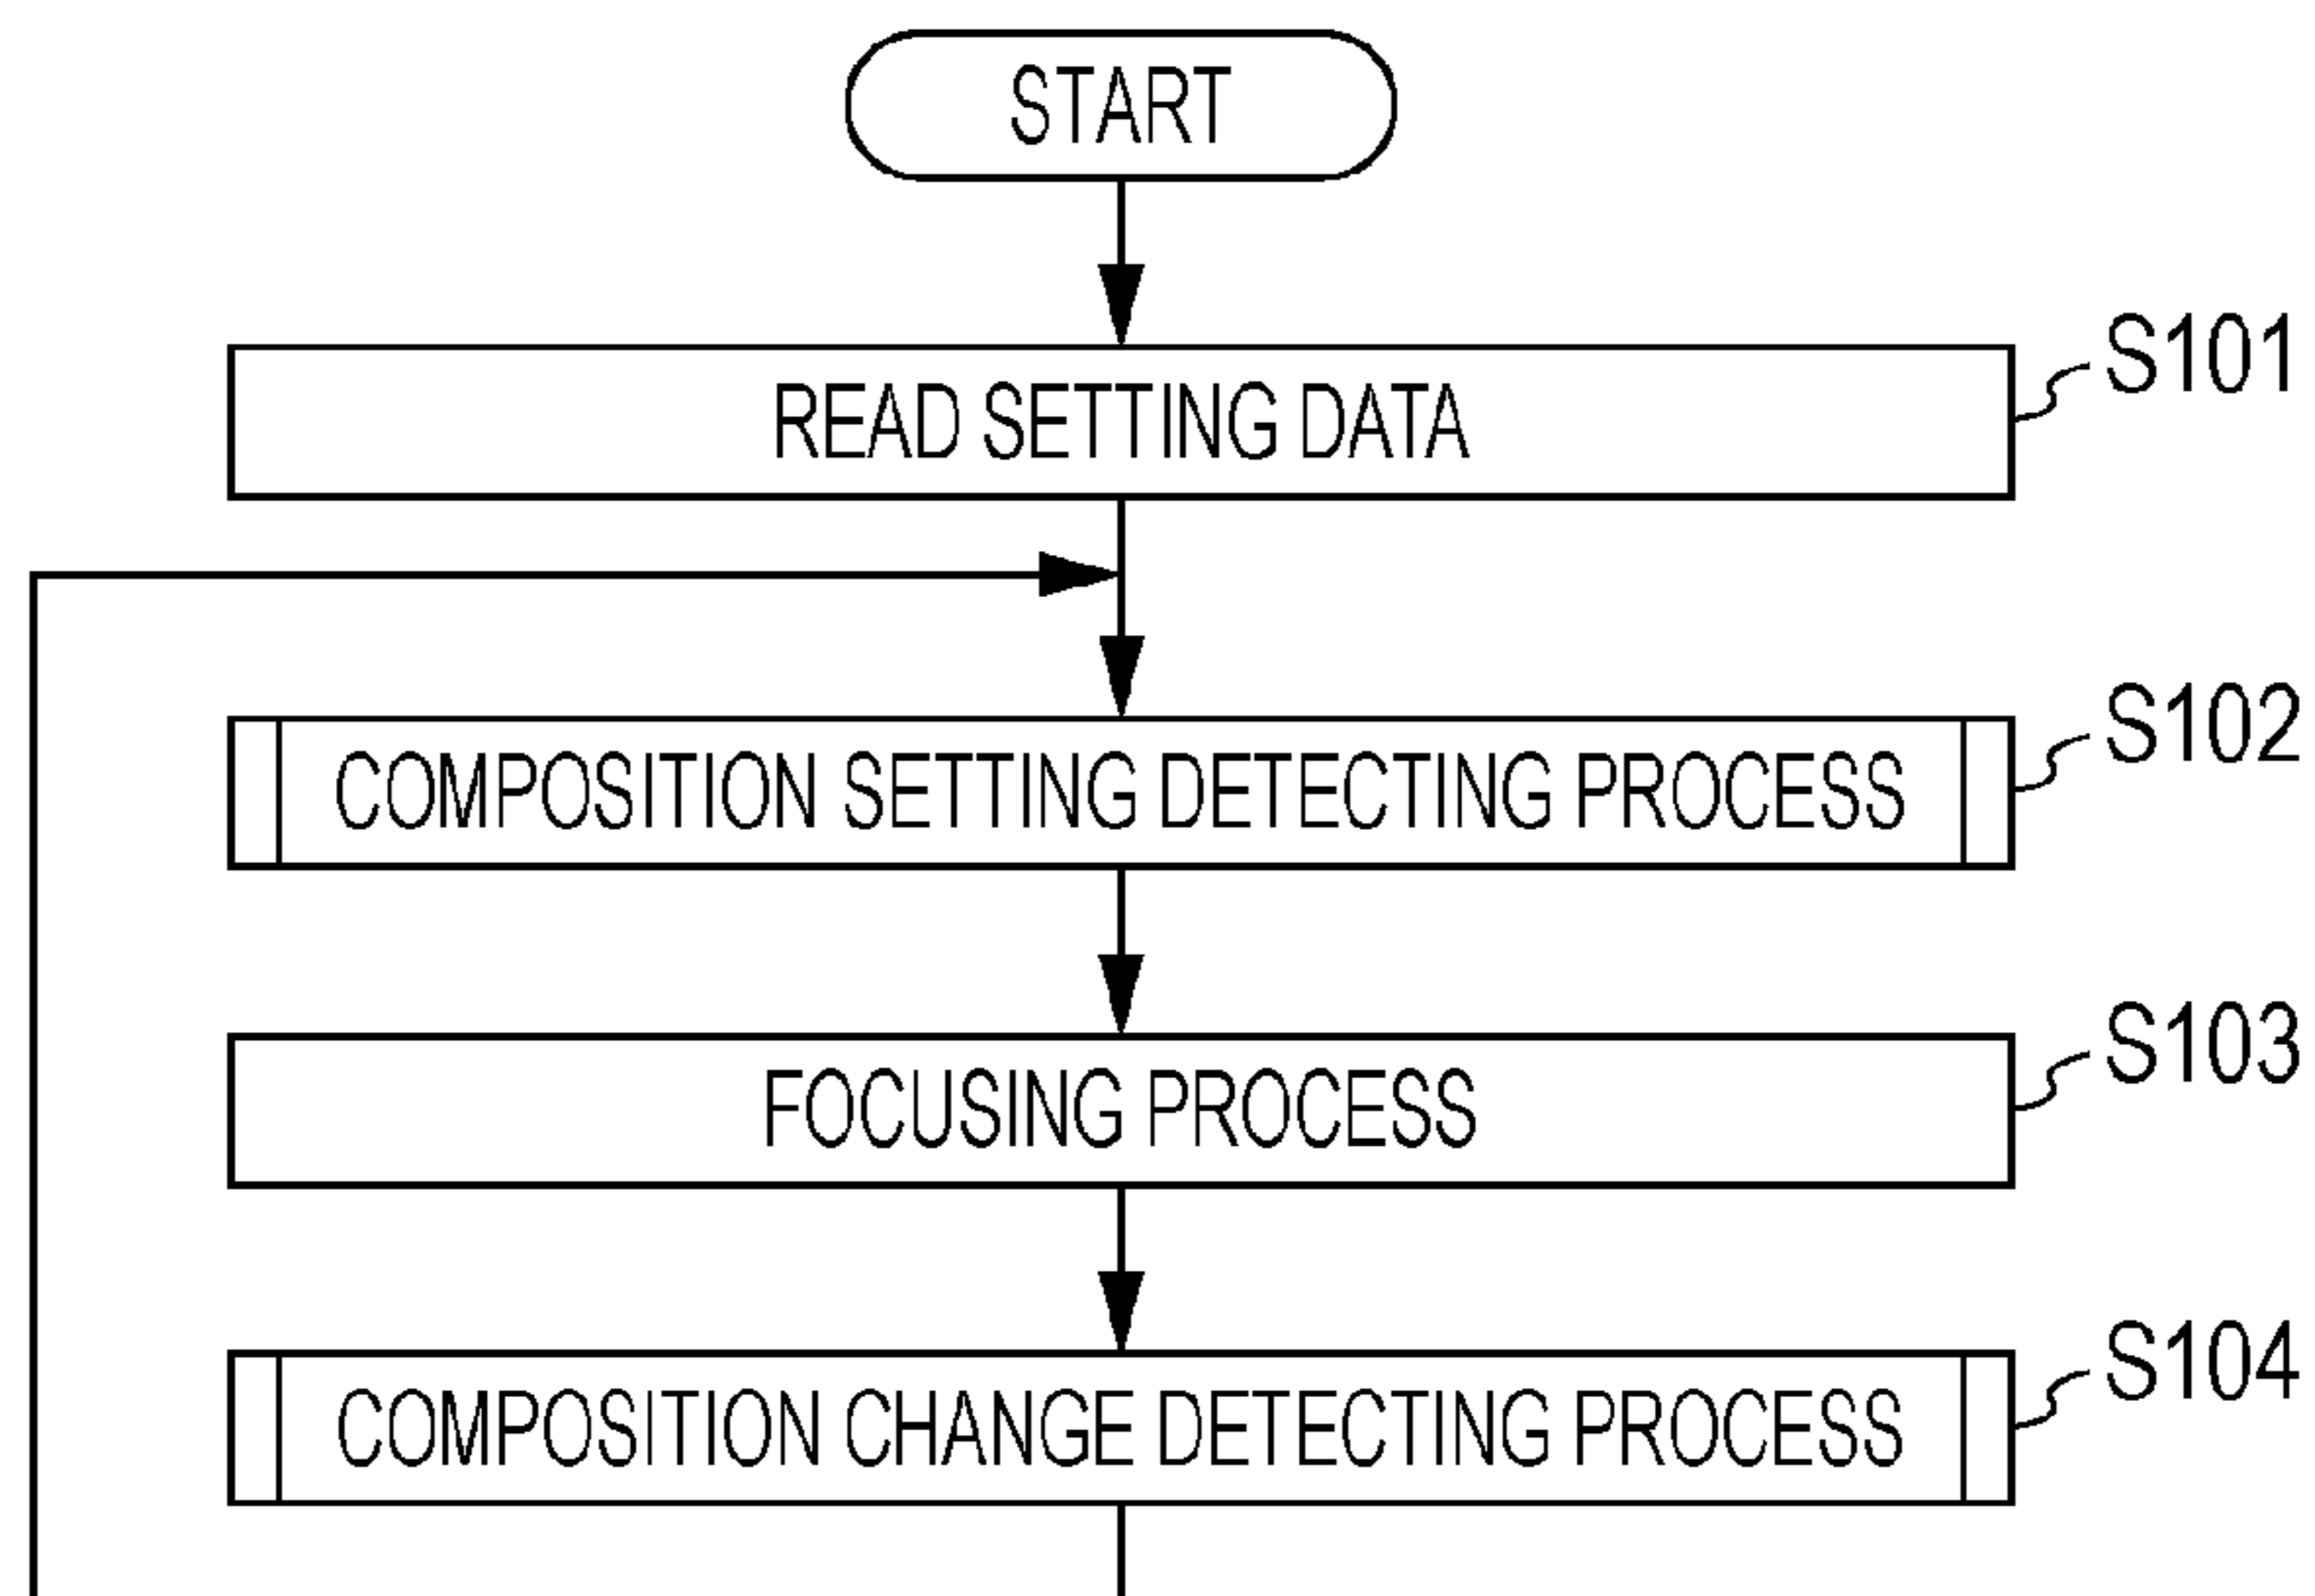 START
READ SETTING DATA
S101
COMPOSITION SETTING DETECTING PROCESS
S102
FOCUSING PROCESS
S103
COMPOSITION CHANGE DETECTING PROCESS
S104